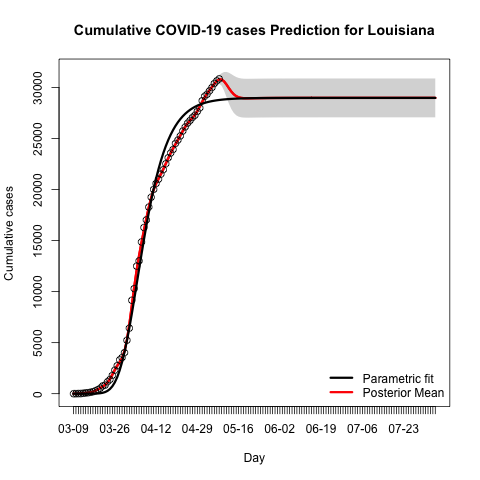 Cumulative COVID-19 cases Prediction for Louisiana
Cumulative cases
30000
25000
20000
15000
10000
5000
0
Parametric fit
Posterior Mean
03-09 03-26 04-12 04-29 05-16 06-02 06-19 07-06 07-23
Day